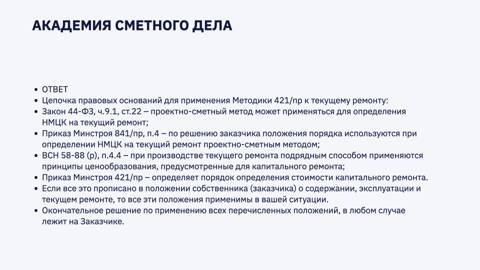 АКАДЕМИЯ СМЕТНОГО ДЕЛА
• ОТВЕТ
• Цепочка правовых оснований для применения Методики 421/пр к текущему ремонту:
• Закон 44-ФЗ, ч.9.1, ст.22 – проектно-сметный метод может применяться для определения
НМЦК на текущий ремонт;
• Приказ Минстроя 841/пр, п.4 – по решению заказчика положения порядка используются при
определении НМЦК на текущий ремонт проектно-сметным методом;
• ВСН 58-88 (р), п.4.4 – при производстве текущего ремонта подрядным способом применяются
принципы ценообразования, предусмотренные для капитального ремонта;
• Приказ Минстроя 421/пр – определяет порядок определения стоимости капитального ремонта.
• Если все это прописано в положении собственника (заказчика) о содержании, эксплуатации и
текущем ремонте, то все эти положения применимы в вашей ситуации.
• Окончательное решение по применению всех перечисленных положений, в любом случае
лежит на Заказчике.